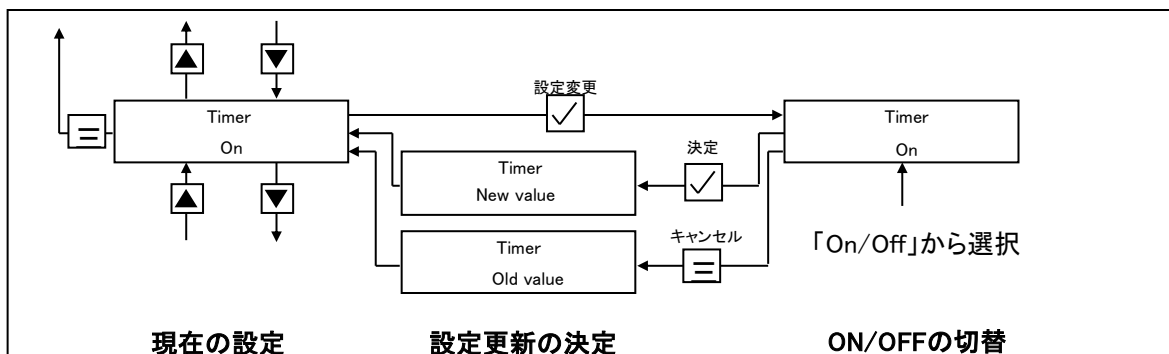 設定変更
Timer
On
Timer
On
決定
Timer
New value
キャンセル
「On/Off」から選択
Timer
Old value
現在の設定
設定更新の決定
ON/OFFの切替